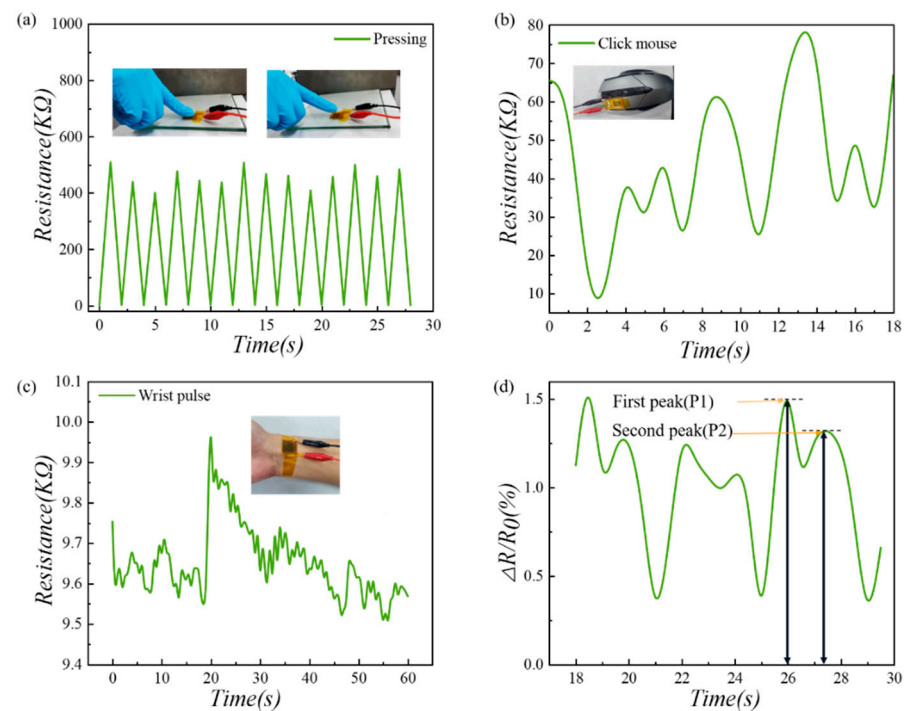 (a)
Pressing
Resistance(KΩ)
1000
800
600
400
200
0
0 5 10 15 20 25 30
Time(s)
(b)
Click mouse
Resistance(KΩ)
80
70
60
50
40
30
20
10
0 2 4 6 8 10 12 14 16 18
Time(s)
(c)
Wrist pulse
Resistance(KΩ)
10.1
10.0
9.9
9.8
9.7
9.6
9.5
9.4
0 10 20 30 40 50 60
Time(s)
(d)
First peak(P1)
Second peak(P2)
ΔR/R0(%)
1.5
1.0
0.5
0.0
18 20 22 24 26 28 30
Time(s)